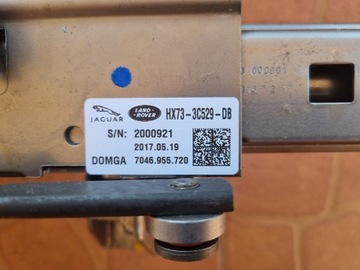 JAGUAR
LAND ROVER
HX73-3C529-DB
S/N: 2000921
2017.05.19
DOMGA 7046.955.720